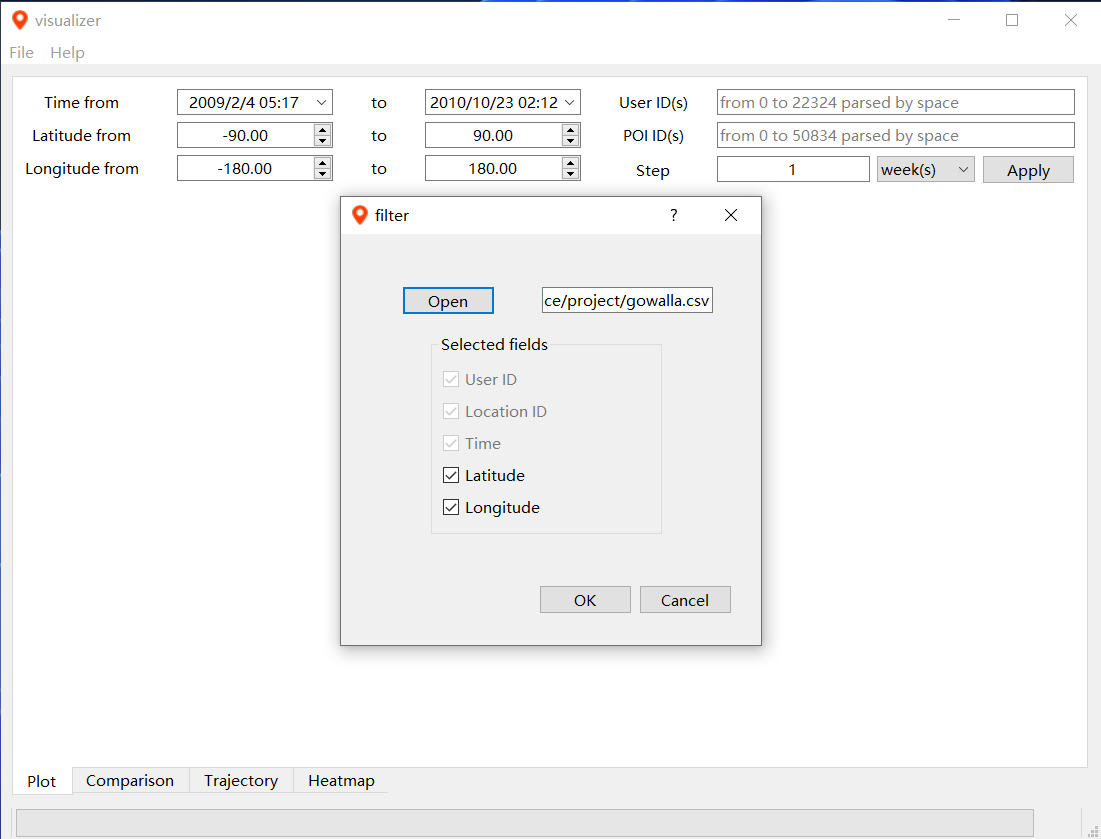 visualizer
File Help
Time from 2009/2/4 05:17 to 2010/10/23 02:12 User ID(s) from 0 to 22324 parsed by space
Latitude from -90.00 to 90.00 POI ID(s) from 0 to 50834 parsed by space
Longitude from -180.00 to 180.00 Step 1 week(s) Apply
filter ?
Open ce/project/gowalla.csv
Selected fields
User ID
Location ID
Time
Latitude
Longitude
OK Cancel
Plot Comparison Trajectory Heatmap